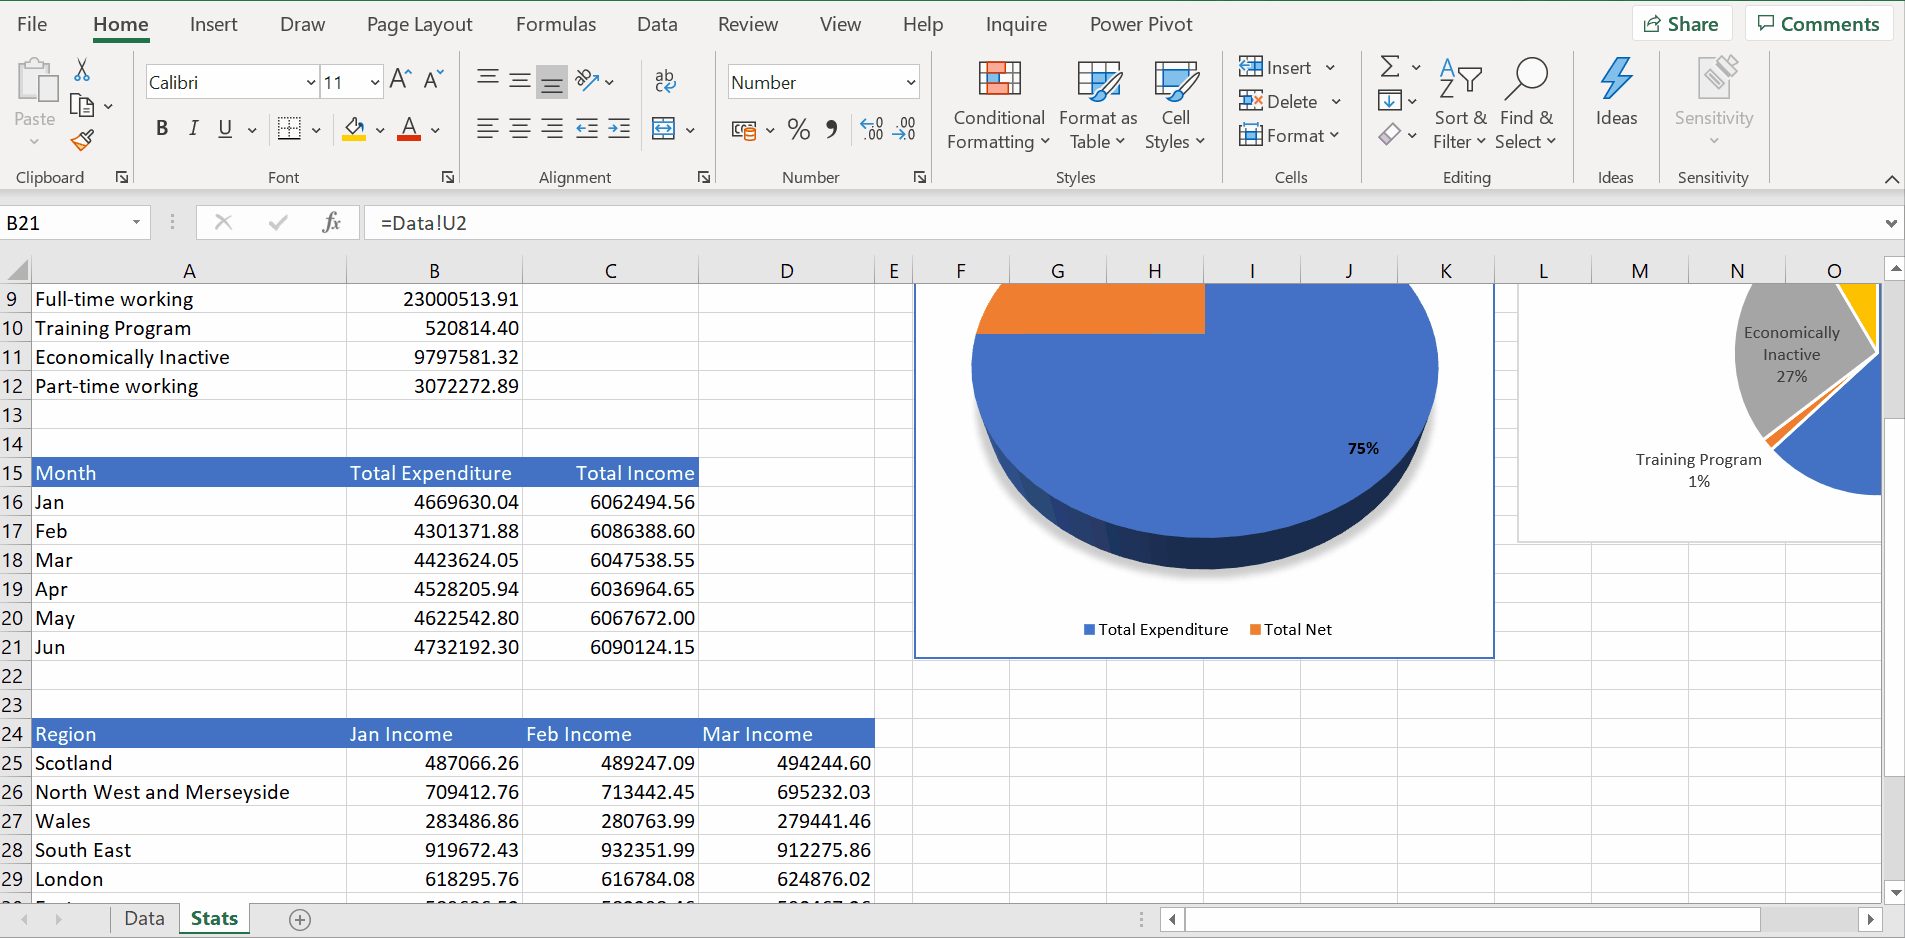 File Home Insert Draw Page Layout Formulas Data Review View Help Inquire Power Pivot Share Comments
Paste
Clipboard
Calibri 11
B I U
Font
ab
Alignment
Number
% 
Number
Conditional Formatting
Format as Table
Cell Styles
Styles
Insert
Delete
Format
Cells
Sort & Filter
Find & Select
Editing
Ideas
Ideas
Sensitivity
Sensitivity
B21 fx =Data!U2
A B C D E F G H I J K L M N O
9 Full-time working 23000513.91
10 Training Program 520814.40
11 Economically Inactive 9797581.32
12 Part-time working 3072272.89
13
14
15 Month Total Expenditure Total Income
16 Jan 4669630.04 6062494.56
17 Feb 4301371.88 6086388.60
18 Mar 4423624.05 6047538.55
19 Apr 4528205.94 6036964.65
20 May 4622542.80 6067672.00
21 Jun 4732192.30 6090124.15
22
23
24 Region Jan Income Feb Income Mar Income
25 Scotland 487066.26 489247.09 494244.60
26 North West and Merseyside 709412.76 713442.45 695232.03
27 Wales 283486.86 280763.99 279441.46
28 South East 919672.43 932351.99 912275.86
29 London 618295.76 616784.08 624876.02
75%
Total Expenditure Total Net
Economically
Inactive
27%
Training Program
1%
Data Stats